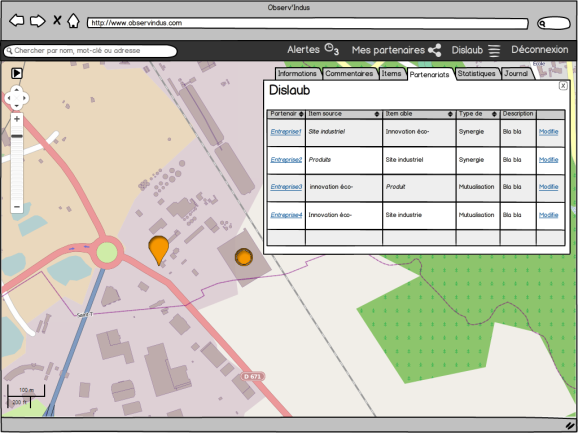 Observ'Indus
http://www.observindus.com
Chercher par nom, mot-clé ou adresse
Alertes 3 Mes partenaires Dislaub Déconnexion
Ecole
Informations Commentaires Items Partenariats Statistiques Journal
X
Dislaub
Partenair Item source Item cible Type de Description
Entreprise1 Site industriel Innovation éco- Synergie Bla bla Modifie
Entreprise2 Produits Site industriel Synergie Bla bla Modifie
Entreprise3 innovation éco- Produit Mutualisation Bla bla Modifie
Entreprise4 Innovation éco- Site industrie Mutualisation Bla bla Modifie
+
−
D 671
100 m
200 ft